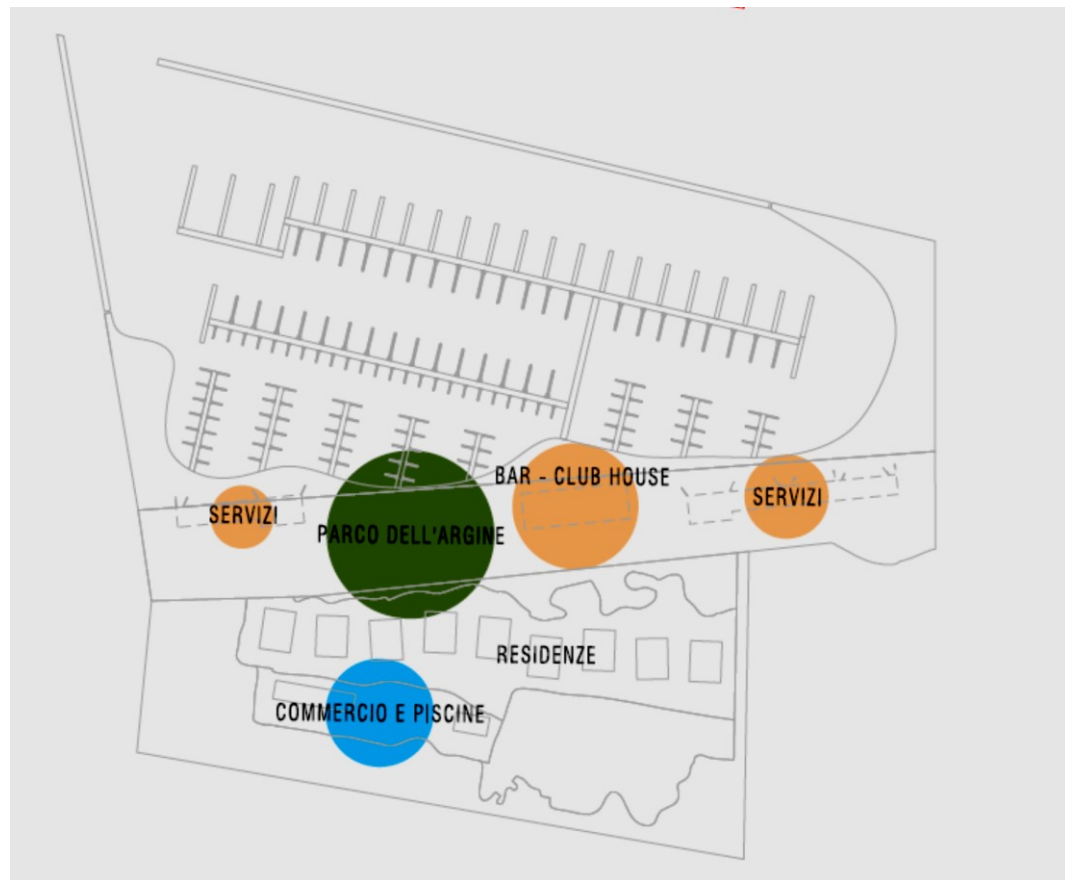 BAR - CLUB HOUSE
SERVIZI
SERVIZI
PARCO DELL'ARGINE
RESIDENZE
COMMERCIO E PISCINE